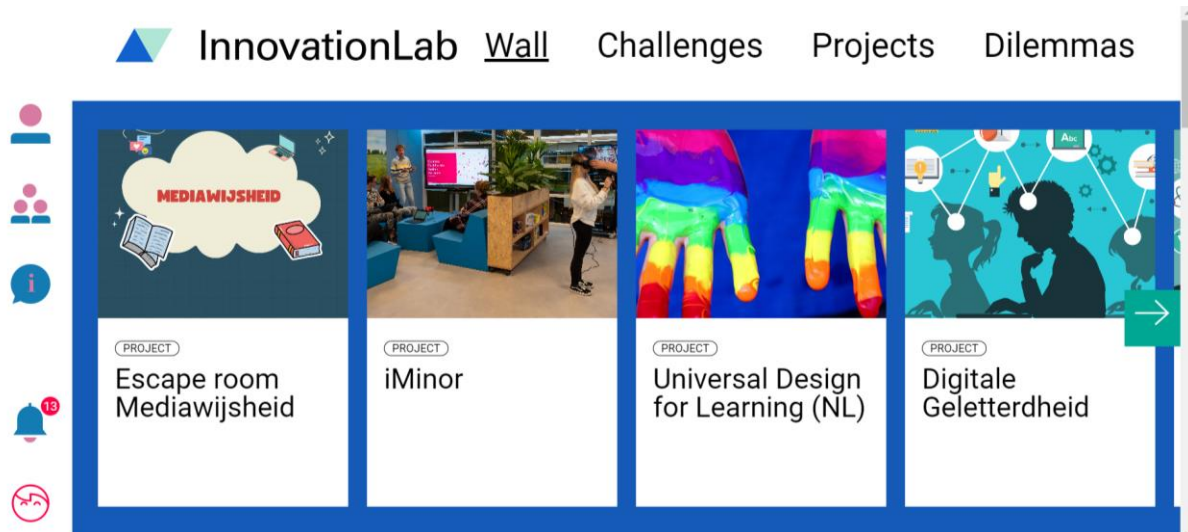 InnovationLab Wall Challenges Projects Dilemmas
MEDIAWIJSHEID
Abc
i
PROJECT
Escape room
Mediawijsheid
PROJECT
iMinor
PROJECT
Universal Design
for Learning (NL)
PROJECT
Digitale
Geletterdheid
13